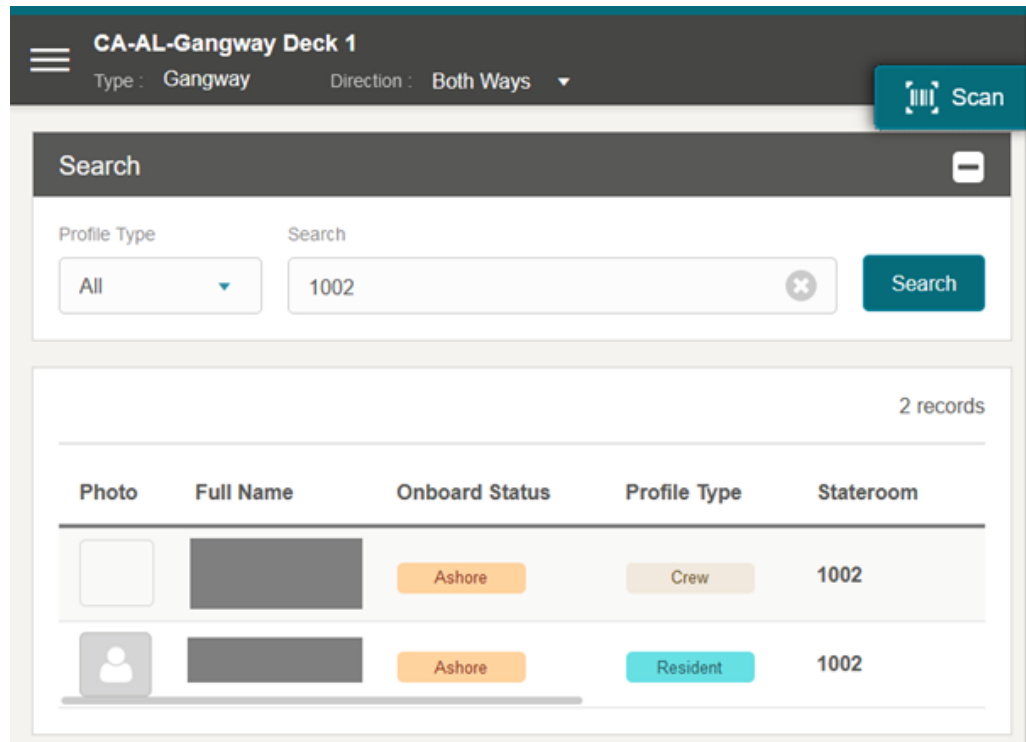 CA-AL-Gangway Deck 1
Type : Gangway Direction : Both Ways
Scan
Search
Profile Type Search
All 1002 Search
2 records
Photo Full Name Onboard Status Profile Type Stateroom
Ashore Crew 1002
Ashore Resident 1002